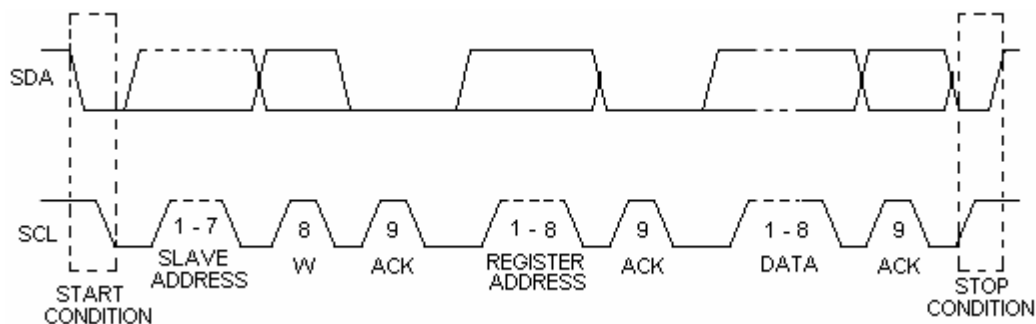 SDA
SCL
1 - 7
8
9
1 - 8
9
1 - 8
9
SLAVE
ADDRESS
W
ACK
REGISTER
ADDRESS
ACK
DATA
ACK
START
CONDITION
STOP
CONDITION